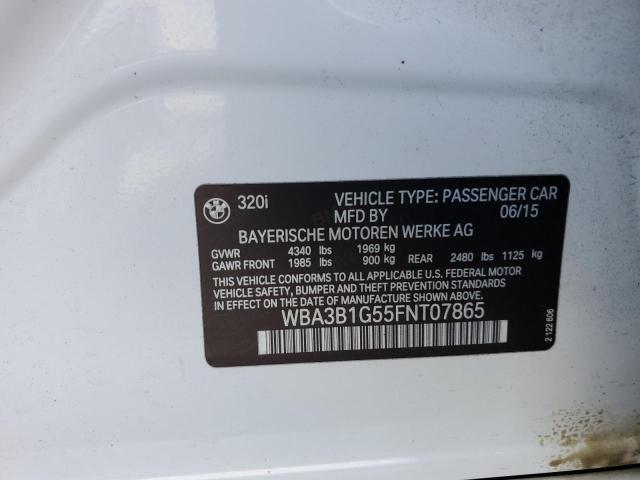 BMW
320i
VEHICLE TYPE: PASSENGER CAR
MFD BY 06/15
BAYERISCHE MOTOREN WERKE AG
GVWR 4340 lbs 1969 kg
GAWR FRONT 1985 lbs 900 kg REAR 2480 lbs 1125 kg
THIS VEHICLE CONFORMS TO ALL APPLICABLE U.S. FEDERAL MOTOR
VEHICLE SAFETY, BUMPER AND THEFT PREVENTION STANDARDS
IN EFFECT ON THE DATE OF MANUFACTURE SHOWN ABOVE.
WBA3B1G55FNT07865
2 122 606